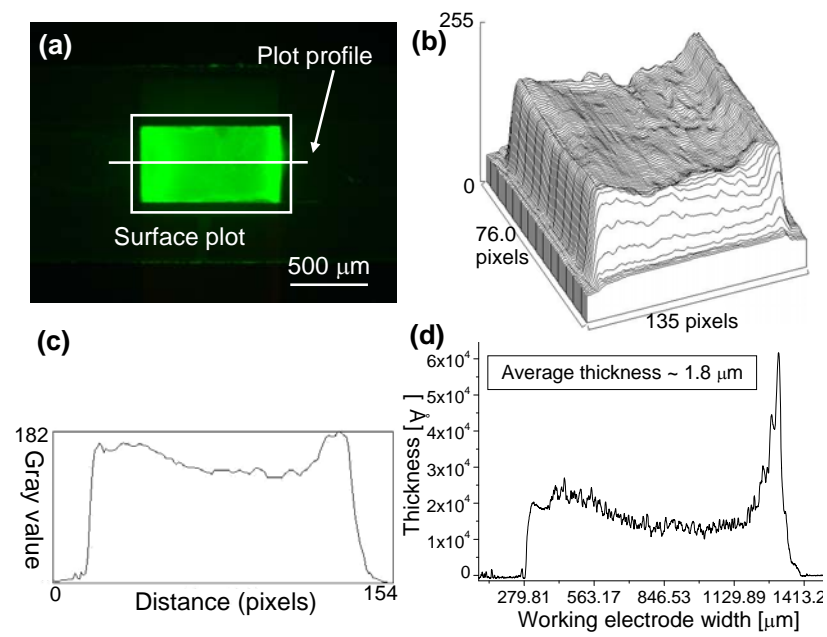 (a)
Plot profile
Surface plot
500 μm
(b)
255
0
76.0
pixels
135 pixels
(c)
182
Gray value
0
Distance (pixels)
154
(d)
Average thickness ~ 1.8 μm
Thickness [Å]
6x10⁴
5x10⁴
4x10⁴
3x10⁴
2x10⁴
1x10⁴
0
279.81 563.17 846.53 1129.89 1413.2
Working electrode width [μm]